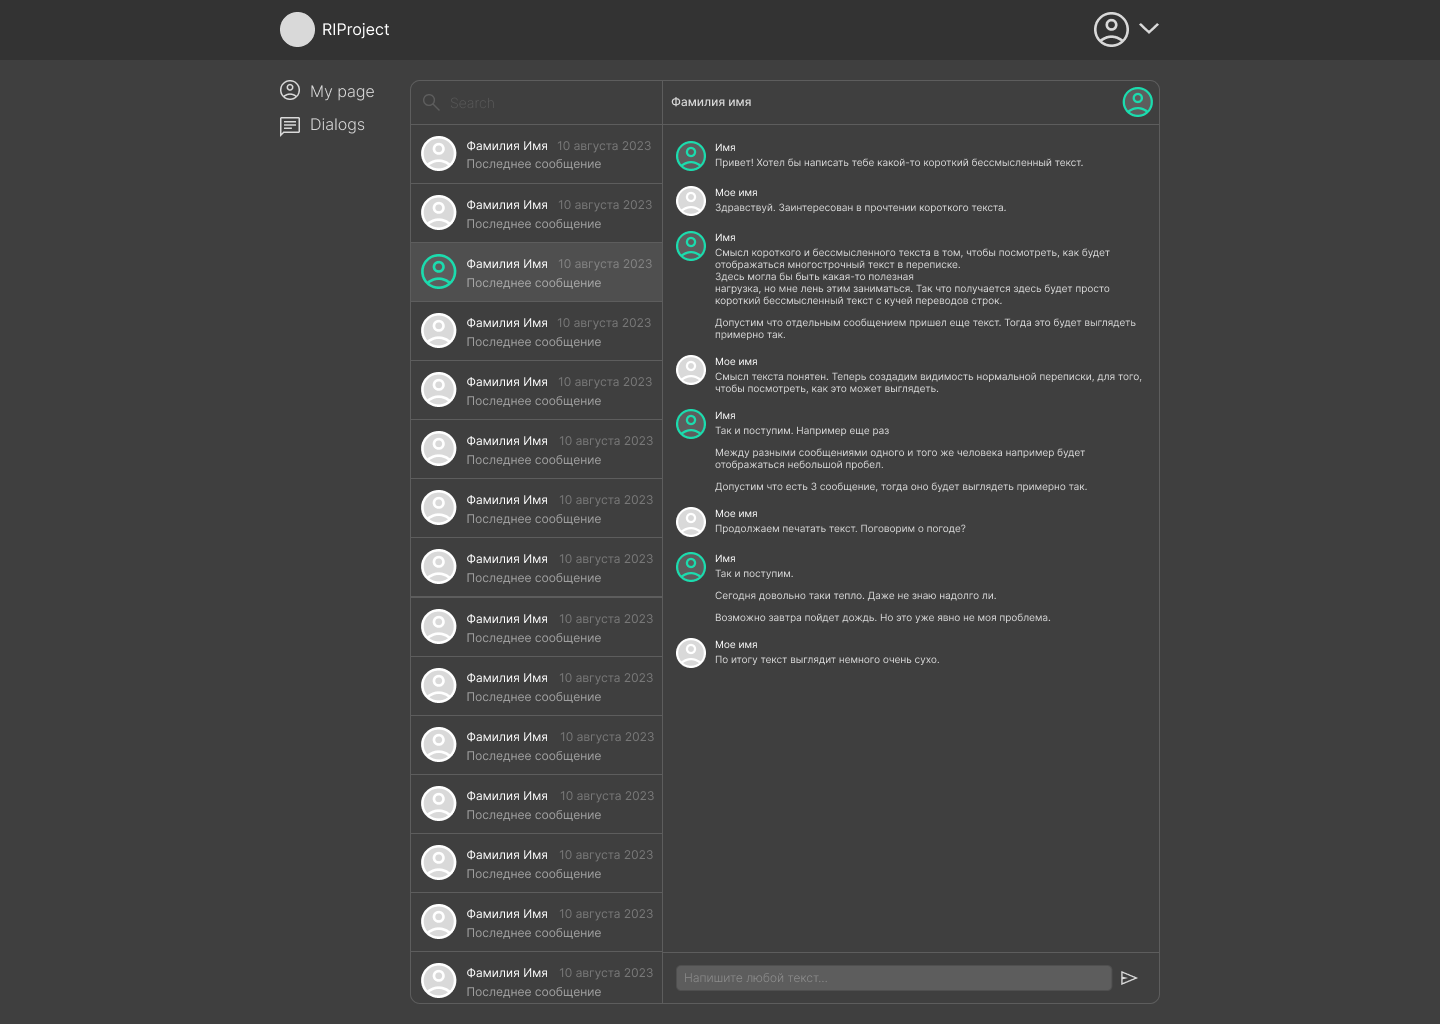 RIProject
My page
Dialogs
Search
Фамилия Имя 10 августа 2023
Последнее сообщение
Фамилия Имя 10 августа 2023
Последнее сообщение
Фамилия Имя 10 августа 2023
Последнее сообщение
Фамилия Имя 10 августа 2023
Последнее сообщение
Фамилия Имя 10 августа 2023
Последнее сообщение
Фамилия Имя 10 августа 2023
Последнее сообщение
Фамилия Имя 10 августа 2023
Последнее сообщение
Фамилия Имя 10 августа 2023
Последнее сообщение
Фамилия Имя 10 августа 2023
Последнее сообщение
Фамилия Имя 10 августа 2023
Последнее сообщение
Фамилия Имя 10 августа 2023
Последнее сообщение
Фамилия Имя 10 августа 2023
Последнее сообщение
Фамилия Имя 10 августа 2023
Последнее сообщение
Фамилия Имя 10 августа 2023
Последнее сообщение
Фамилия Имя 10 августа 2023
Последнее сообщение
Фамилия имя
Имя
Привет! Хотел бы написать тебе какой-то короткий бессмысленный текст.
Мое имя
Здравствуй. Заинтересован в прочтении короткого текста.
Имя
Смысл короткого и бессмысленного текста в том, чтобы посмотреть, как будет
отображаться многострочный текст в переписке.
Здесь могла бы быть какая-то полезная
нагрузка, но мне лень этим заниматься. Так что получается здесь будет просто
короткий бессмысленный текст с кучей переводов строк.
Допустим что отдельным сообщением пришел еще текст. Тогда это будет выглядеть
примерно так.
Мое имя
Смысл текста понятен. Теперь создадим видимость нормальной переписки, для того,
чтобы посмотреть, как это может выглядеть.
Имя
Так и поступим. Например еще раз
Между разными сообщениями одного и того же человека например будет
отображаться небольшой пробел.
Допустим что есть 3 сообщение, тогда оно будет выглядеть примерно так.
Мое имя
Продолжаем печатать текст. Поговорим о погоде?
Имя
Так и поступим.
Сегодня довольно таки тепло. Даже не знаю надолго ли.
Возможно завтра пойдет дождь. Но это уже явно не моя проблема.
Мое имя
По итогу текст выглядит немного очень сухо.
Напишите любой текст...